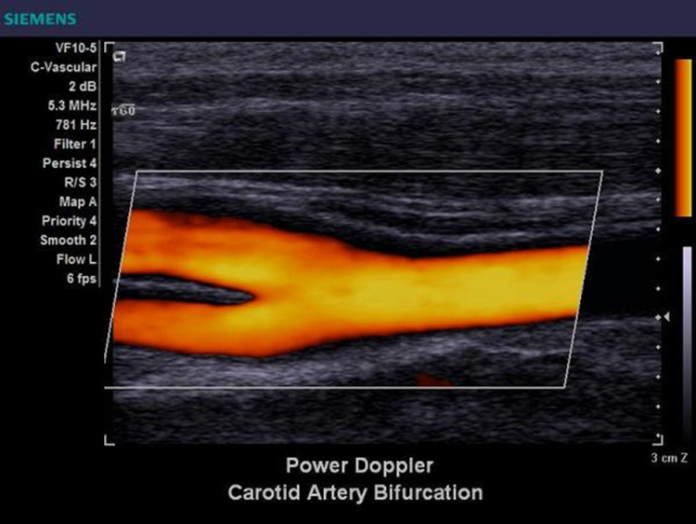 SIEMENS
VF10-5
C-Vascular
2 dB
5.3 MHz
781 Hz
Filter 1
Persist 4
R/S 3
Map A
Priority 4
Smooth 2
Flow L
6 fps
3 cm Z
Power Doppler
Carotid Artery Bifurcation